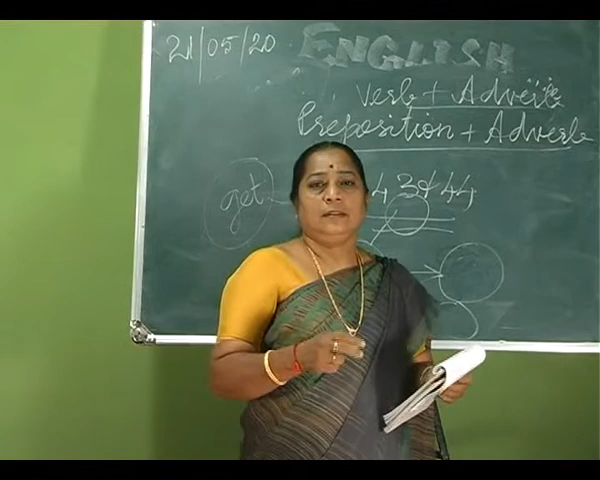 21/05/20
ENGLISH
Verb + Adverb
Preposition + Adverb
get